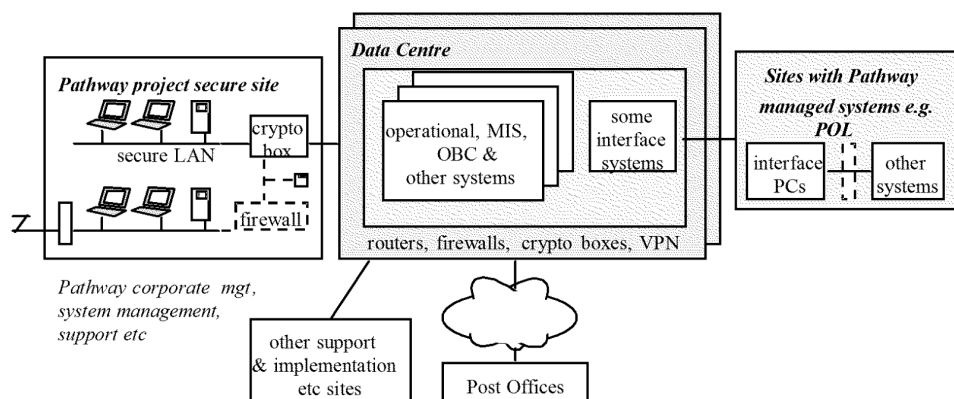 Pathway project secure site
crypto
box
secure LAN
firewall
Pathway corporate mgt,
system management,
support etc
Data Centre
operational, MIS,
OBC &
other systems
some
interface
systems
routers, firewalls, crypto boxes, VPN
Sites with Pathway
managed systems e.g.
POL
interface
PCs
other
systems
other support
& implementation
etc sites
Post Offices